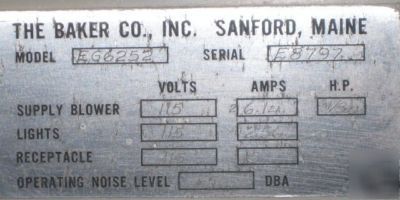 THE BAKER CO., INC. SANFORD, MAINE
MODEL EG6252 SERIAL E8797
VOLTS AMPS H.P.
SUPPLY BLOWER 115
LIGHTS 115
RECEPTACLE 115
OPERATING NOISE LEVEL DBA